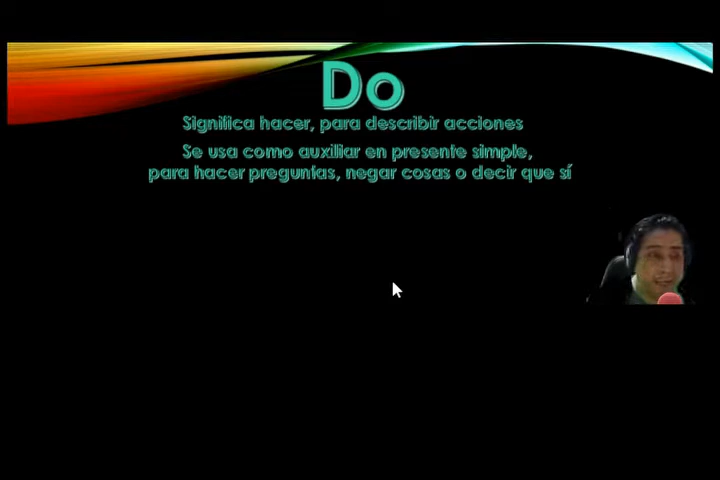 Do
Significa hacer, para describir acciones
Se usa como auxiliar en presente simple,
para hacer preguntas, negar cosas o decir que sí